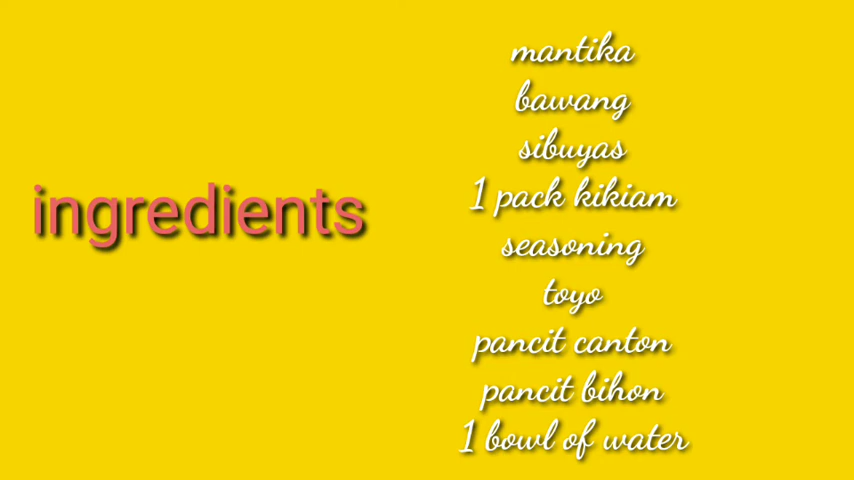 ingredients
mantika
bawang
sibuyas
1 pack kikiam
seasoning
toyo
pancit canton
pancit bihon
1 bowl of water